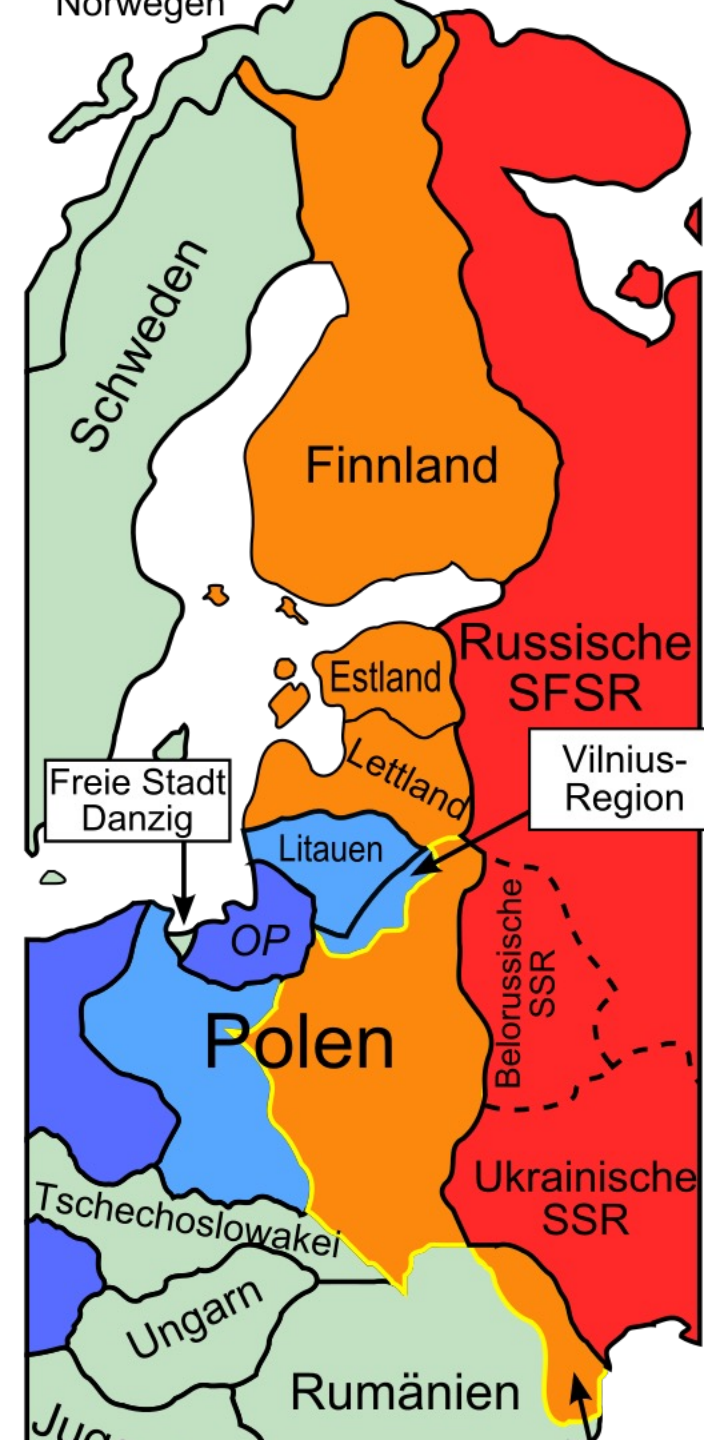 Norwegen
Schweden
Finnland
Russische
SFSR
Estland
Lettland
Vilnius-
Region
Freie Stadt
Danzig
Litauen
OP
Belorussische
SSR
Polen
Ukrainische
SSR
Tschechoslowakei
Ungarn
Rumänien